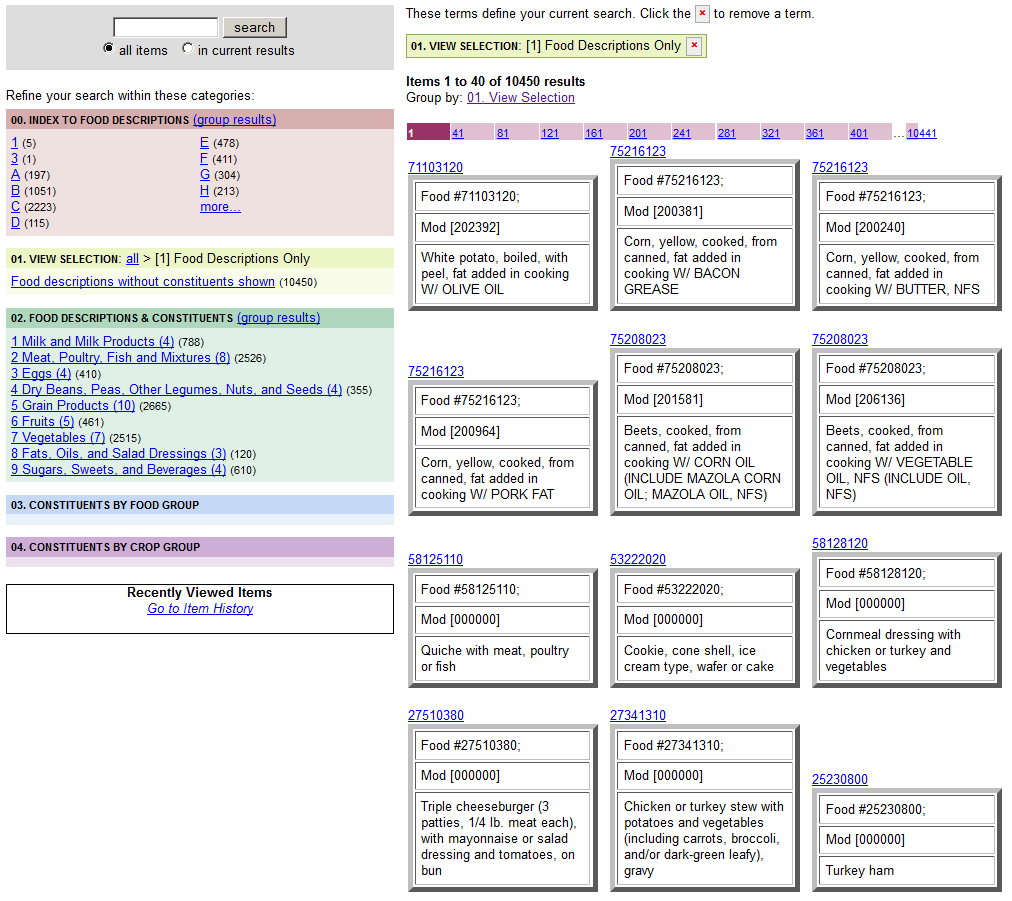 search
all items in current results
Refine your search within these categories:
00. INDEX TO FOOD DESCRIPTIONS (group results)
1 (5)
3 (1)
A (197)
B (1051)
C (2223)
D (115)
E (478)
F (411)
G (304)
H (213)
more...
01. VIEW SELECTION: all > [1] Food Descriptions Only
Food descriptions without constituents shown (10450)
02. FOOD DESCRIPTIONS & CONSTITUENTS (group results)
1 Milk and Milk Products (4) (788)
2 Meat, Poultry, Fish and Mixtures (8) (2526)
3 Eggs (4) (410)
4 Dry Beans, Peas, Other Legumes, Nuts, and Seeds (4) (355)
5 Grain Products (10) (2665)
6 Fruits (5) (461)
7 Vegetables (7) (2515)
8 Fats, Oils, and Salad Dressings (3) (120)
9 Sugars, Sweets, and Beverages (4) (610)
03. CONSTITUENTS BY FOOD GROUP
04. CONSTITUENTS BY CROP GROUP
Recently Viewed Items
Go to Item History
These terms define your current search. Click the × to remove a term.
01. VIEW SELECTION: [1] Food Descriptions Only ×
Items 1 to 40 of 10450 results
Group by: 01. View Selection
1 41 81 121 161 201 241 281 321 361 401 ... 10441
71103120
Food #71103120;
Mod [202392]
White potato, boiled, with
peel, fat added in cooking
W/ OLIVE OIL
75216123
Food #75216123;
Mod [200381]
Corn, yellow, cooked, from
canned, fat added in
cooking W/ BACON
GREASE
75216123
Food #75216123;
Mod [200240]
Corn, yellow, cooked, from
canned, fat added in
cooking W/ BUTTER, NFS
75216123
Food #75216123;
Mod [200964]
Corn, yellow, cooked, from
canned, fat added in
cooking W/ PORK FAT
75208023
Food #75208023;
Mod [201581]
Beets, cooked, from
canned, fat added in
cooking W/ CORN OIL
(INCLUDE MAZOLA CORN
OIL; MAZOLA OIL, NFS)
75208023
Food #75208023;
Mod [206136]
Beets, cooked, from
canned, fat added in
cooking W/ VEGETABLE
OIL, NFS (INCLUDE OIL,
NFS)
58125110
Food #58125110;
Mod [000000]
Quiche with meat, poultry
or fish
53222020
Food #53222020;
Mod [000000]
Cookie, cone shell, ice
cream type, wafer or cake
58128120
Food #58128120;
Mod [000000]
Cornmeal dressing with
chicken or turkey and
vegetables
27510380
Food #27510380;
Mod [000000]
Triple cheeseburger (3
patties, 1/4 lb. meat each),
with mayonnaise or salad
dressing and tomatoes, on
bun
27341310
Food #27341310;
Mod [000000]
Chicken or turkey stew with
potatoes and vegetables
(including carrots, broccoli,
and/or dark-green leafy),
gravy
25230800
Food #25230800;
Mod [000000]
Turkey ham